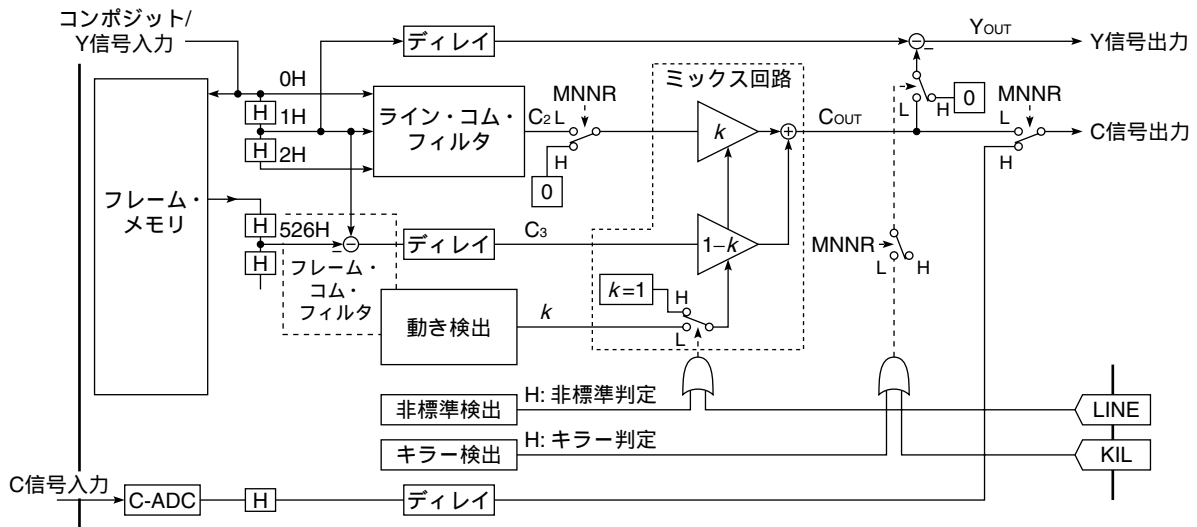 コンポジット/
Y信号入力
ディレイ
YOUT
Y信号出力
ミックス回路
0H
H
1H
H
2H
ライン・コム・
フィルタ
C2
L
MNNR
H
0
k
COUT
L
H
0
MNNR
L
H
C信号出力
フレーム・
メモリ
H
526H
H
フレーム・
コム・
フィルタ
ディレイ
C3
1−k
MNNR
L
H
k=1
H
L
動き検出
k
非標準検出
H: 非標準判定
LINE
キラー検出
H: キラー判定
KIL
C信号入力
C-ADC
H
ディレイ